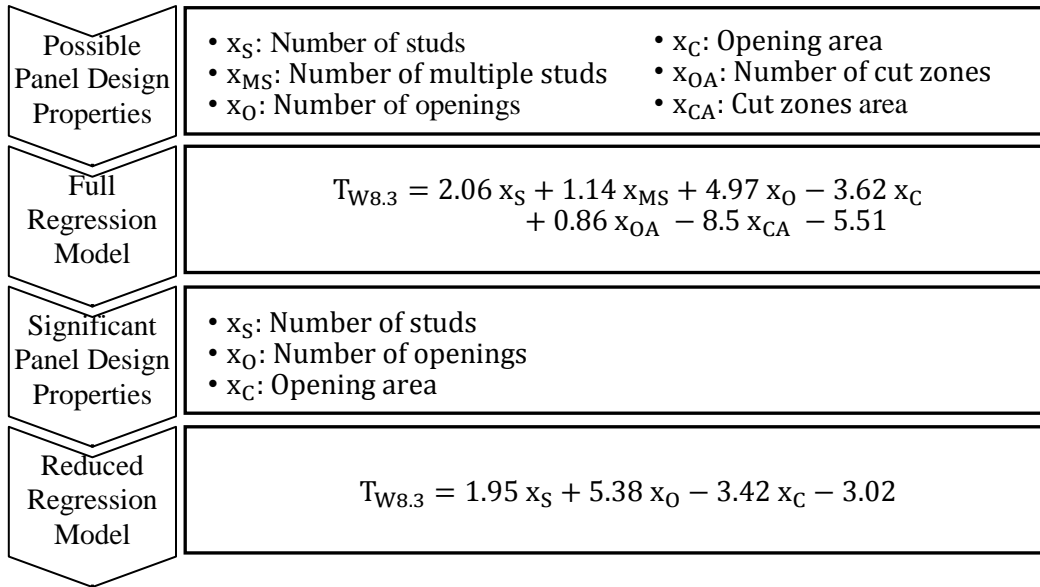 Possible
Panel Design
Properties
• x_S: Number of studs
• x_MS: Number of multiple studs
• x_O: Number of openings
• x_C: Opening area
• x_OA: Number of cut zones
• x_CA: Cut zones area
Full
Regression
Model
T_W8.3 = 2.06 x_S + 1.14 x_MS + 4.97 x_O − 3.62 x_C
+ 0.86 x_OA − 8.5 x_CA − 5.51
Significant
Panel Design
Properties
• x_S: Number of studs
• x_O: Number of openings
• x_C: Opening area
Reduced
Regression
Model
T_W8.3 = 1.95 x_S + 5.38 x_O − 3.42 x_C − 3.02